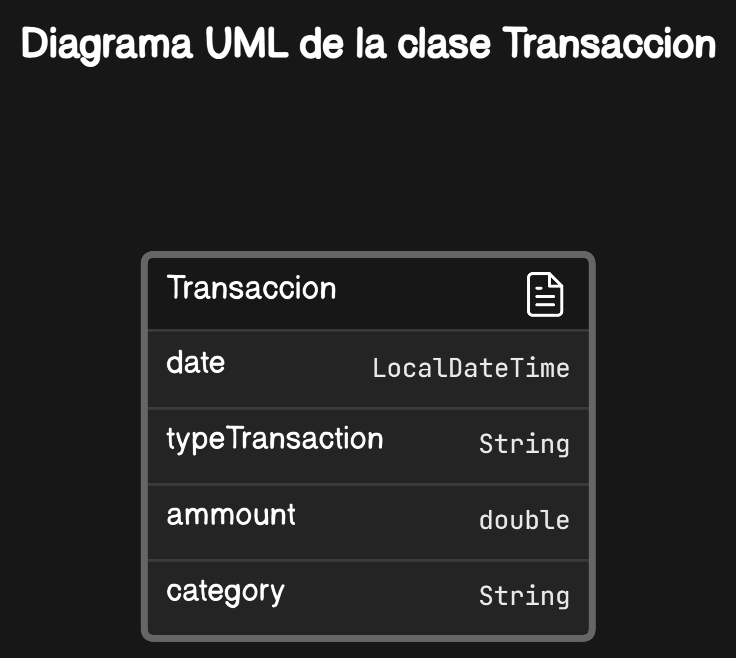 Diagrama UML de la clase Transaccion
Transaccion
date LocalDateTime
typeTransaction String
ammount double
category String